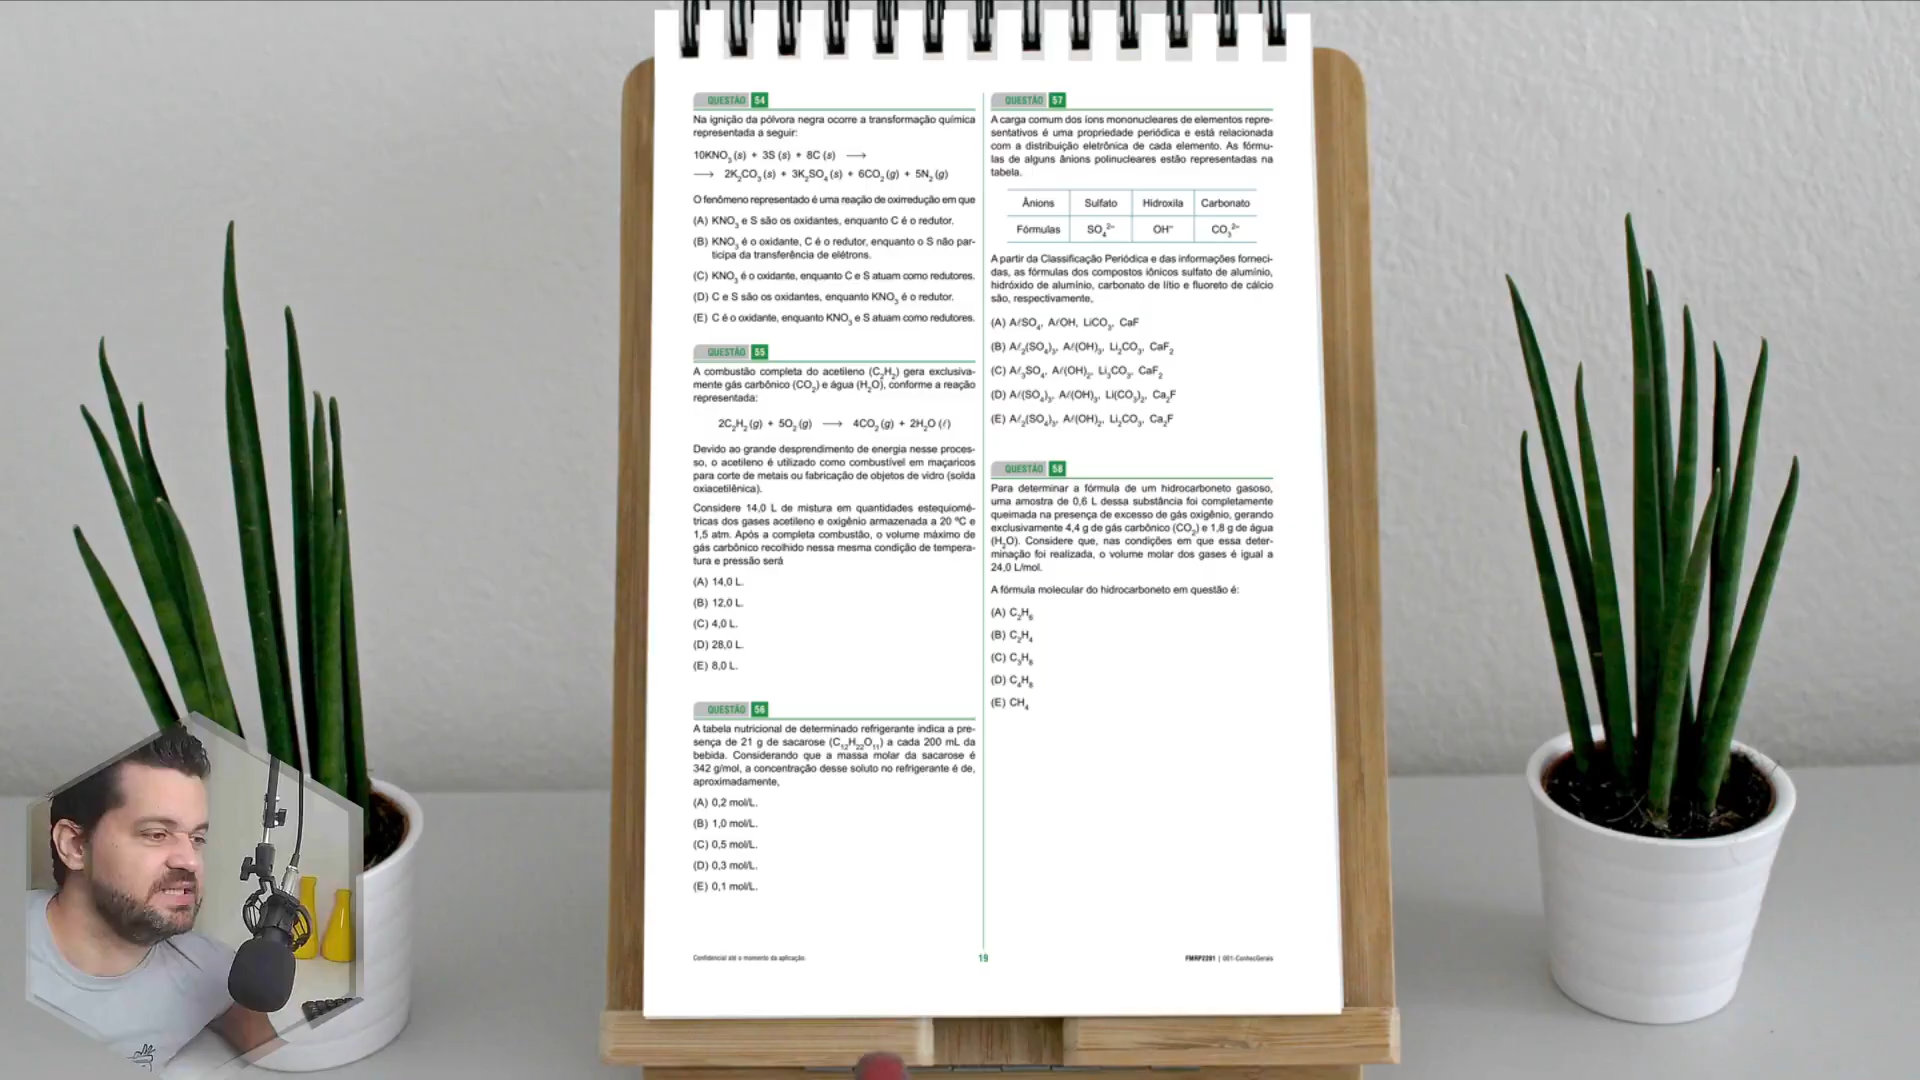 QUESTÃO 54
Na ignição da pólvora negra ocorre a transformação química
representada a seguir:
10KNO₃ (s) + 3S (s) + 8C (s) ⟶
⟶ 2K₂CO₃ (s) + 3K₂SO₄ (s) + 6CO₂ (g) + 5N₂ (g)
O fenômeno representado é uma reação de oxirredução em que
(A) KNO₃ e S são os oxidantes, enquanto C é o redutor.
(B) KNO₃ é o oxidante, C é o redutor, enquanto o S não par-
ticipa da transferência de elétrons.
(C) KNO₃ é o oxidante, enquanto C e S atuam como redutores.
(D) C e S são os oxidantes, enquanto KNO₃ é o redutor.
(E) C é o oxidante, enquanto KNO₃ e S atuam como redutores.
QUESTÃO 55
A combustão completa do acetileno (C₂H₂) gera exclusiva-
mente gás carbônico (CO₂) e água (H₂O), conforme a reação
representada:
2C₂H₂ (g) + 5O₂ (g) ⟶ 4CO₂ (g) + 2H₂O (ℓ)
Devido ao grande desprendimento de energia nesse proces-
so, o acetileno é utilizado como combustível em maçaricos
para corte de metais ou fabricação de objetos de vidro (solda
oxiacetilênica).
Considere 14,0 L de mistura em quantidades estequiomé-
tricas dos gases acetileno e oxigênio armazenada a 20 ºC e
1,5 atm. Após a completa combustão, o volume máximo de
gás carbônico recolhido nessa mesma condição de tempera-
tura e pressão será
(A) 14,0 L.
(B) 12,0 L.
(C) 4,0 L.
(D) 28,0 L.
(E) 8,0 L.
QUESTÃO 56
A tabela nutricional de determinado refrigerante indica a pre-
sença de 21 g de sacarose (C₁₂H₂₂O₁₁) a cada 200 mL da
bebida. Considerando que a massa molar da sacarose é
342 g/mol, a concentração desse soluto no refrigerante é de,
aproximadamente,
(A) 0,2 mol/L.
(B) 1,0 mol/L.
(C) 0,5 mol/L.
(D) 0,3 mol/L.
(E) 0,1 mol/L.
QUESTÃO 57
A carga comum dos íons mononucleares de elementos repre-
sentativos é uma propriedade periódica e está relacionada
com a distribuição eletrônica de cada elemento. As fórmu-
las de alguns ânions polinucleares estão representadas na
tabela.
Ânions Sulfato Hidroxila Carbonato
Fórmulas SO₄²⁻ OH⁻ CO₃²⁻
A partir da Classificação Periódica e das informações forneci-
das, as fórmulas dos compostos iônicos sulfato de alumínio,
hidróxido de alumínio, carbonato de lítio e fluoreto de cálcio
são, respectivamente,
(A) AℓSO₄, AℓOH, LiCO₃, CaF
(B) Aℓ₂(SO₄)₃, Aℓ(OH)₃, Li₂CO₃, CaF₂
(C) Aℓ₃SO₄, Aℓ(OH)₂, Li₃CO₃, CaF₂
(D) Aℓ(SO₄)₃, Aℓ(OH)₃, Li(CO₃)₂, Ca₂F
(E) Aℓ₂(SO₄)₃, Aℓ(OH)₂, Li₂CO₃, Ca₂F
QUESTÃO 58
Para determinar a fórmula de um hidrocarboneto gasoso,
uma amostra de 0,6 L dessa substância foi completamente
queimada na presença de excesso de gás oxigênio, gerando
exclusivamente 4,4 g de gás carbônico (CO₂) e 1,8 g de água
(H₂O). Considere que, nas condições em que essa deter-
minação foi realizada, o volume molar dos gases é igual a
24,0 L/mol.
A fórmula molecular do hidrocarboneto em questão é:
(A) C₂H₆
(B) C₂H₄
(C) C₃H₈
(D) C₄H₈
(E) CH₄
Confidencial até o momento da aplicação.
19
FMRP2201 | 001-ConhecGerais